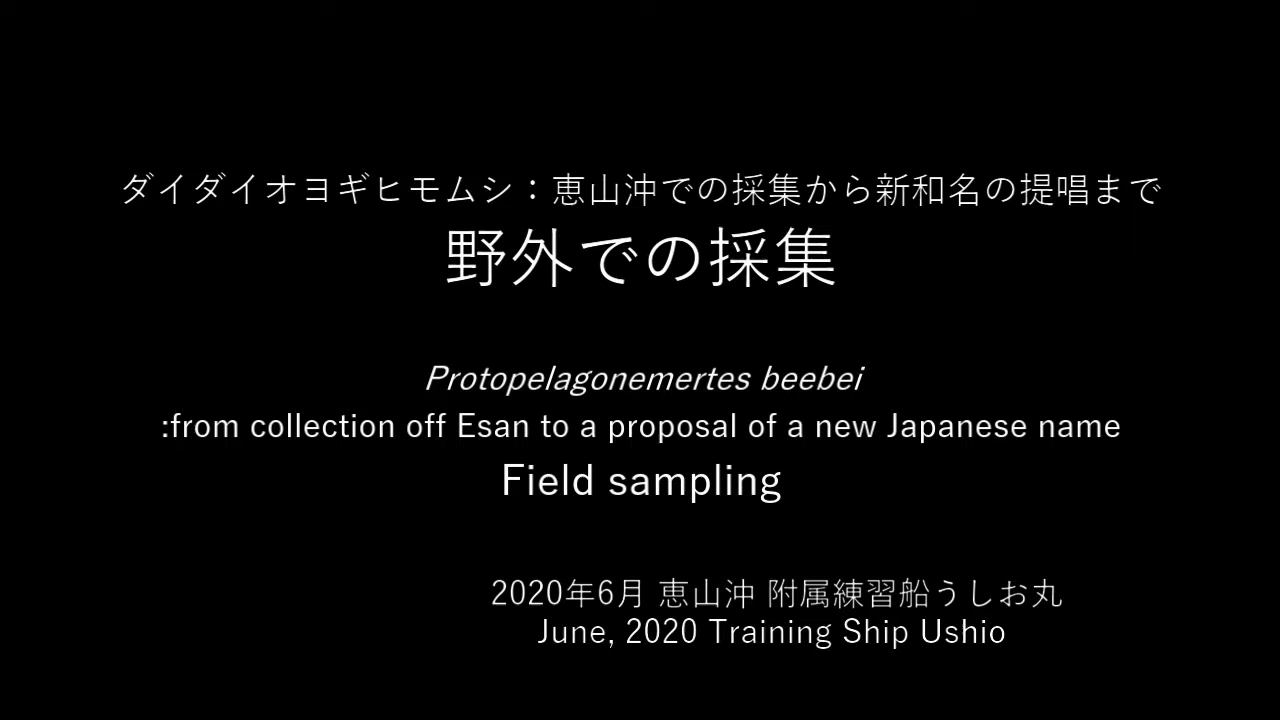 ダイダイオヨギヒモムシ：恵山沖での採集から新和名の提唱まで
野外での採集
Protopelagonemertes beebei
:from collection off Esan to a proposal of a new Japanese name
Field sampling
2020年6月 恵山沖 附属練習船うしお丸
June, 2020 Training Ship Ushio